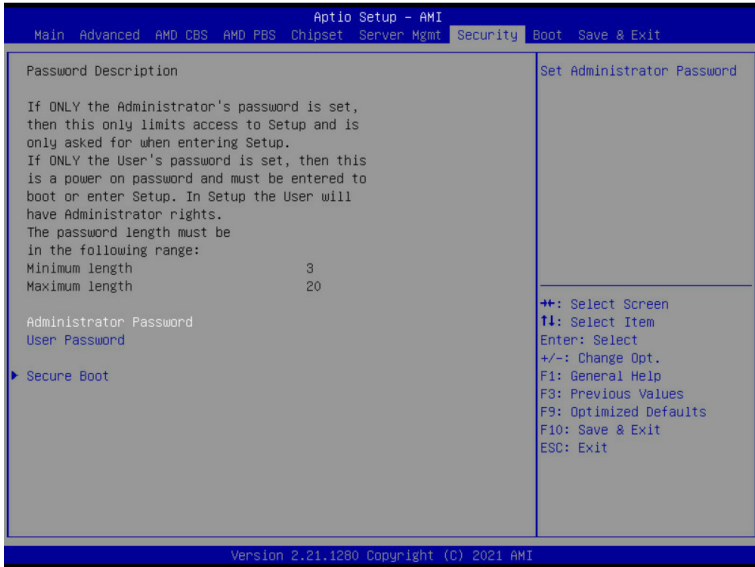 Aptio Setup - AMI
Main Advanced AMD CBS AMD PBS Chipset Server Mgmt Security Boot Save & Exit
Password Description
If ONLY the Administrator's password is set,
then this only limits access to Setup and is
only asked for when entering Setup.
If ONLY the User's password is set, then this
is a power on password and must be entered to
boot or enter Setup. In Setup the User will
have Administrator rights.
The password length must be
in the following range:
Minimum length 3
Maximum length 20
Administrator Password
User Password
Secure Boot
Set Administrator Password
→←: Select Screen
↑↓: Select Item
Enter: Select
+/-: Change Opt.
F1: General Help
F3: Previous Values
F9: Optimized Defaults
F10: Save & Exit
ESC: Exit
Version 2.21.1280 Copyright (C) 2021 AMI